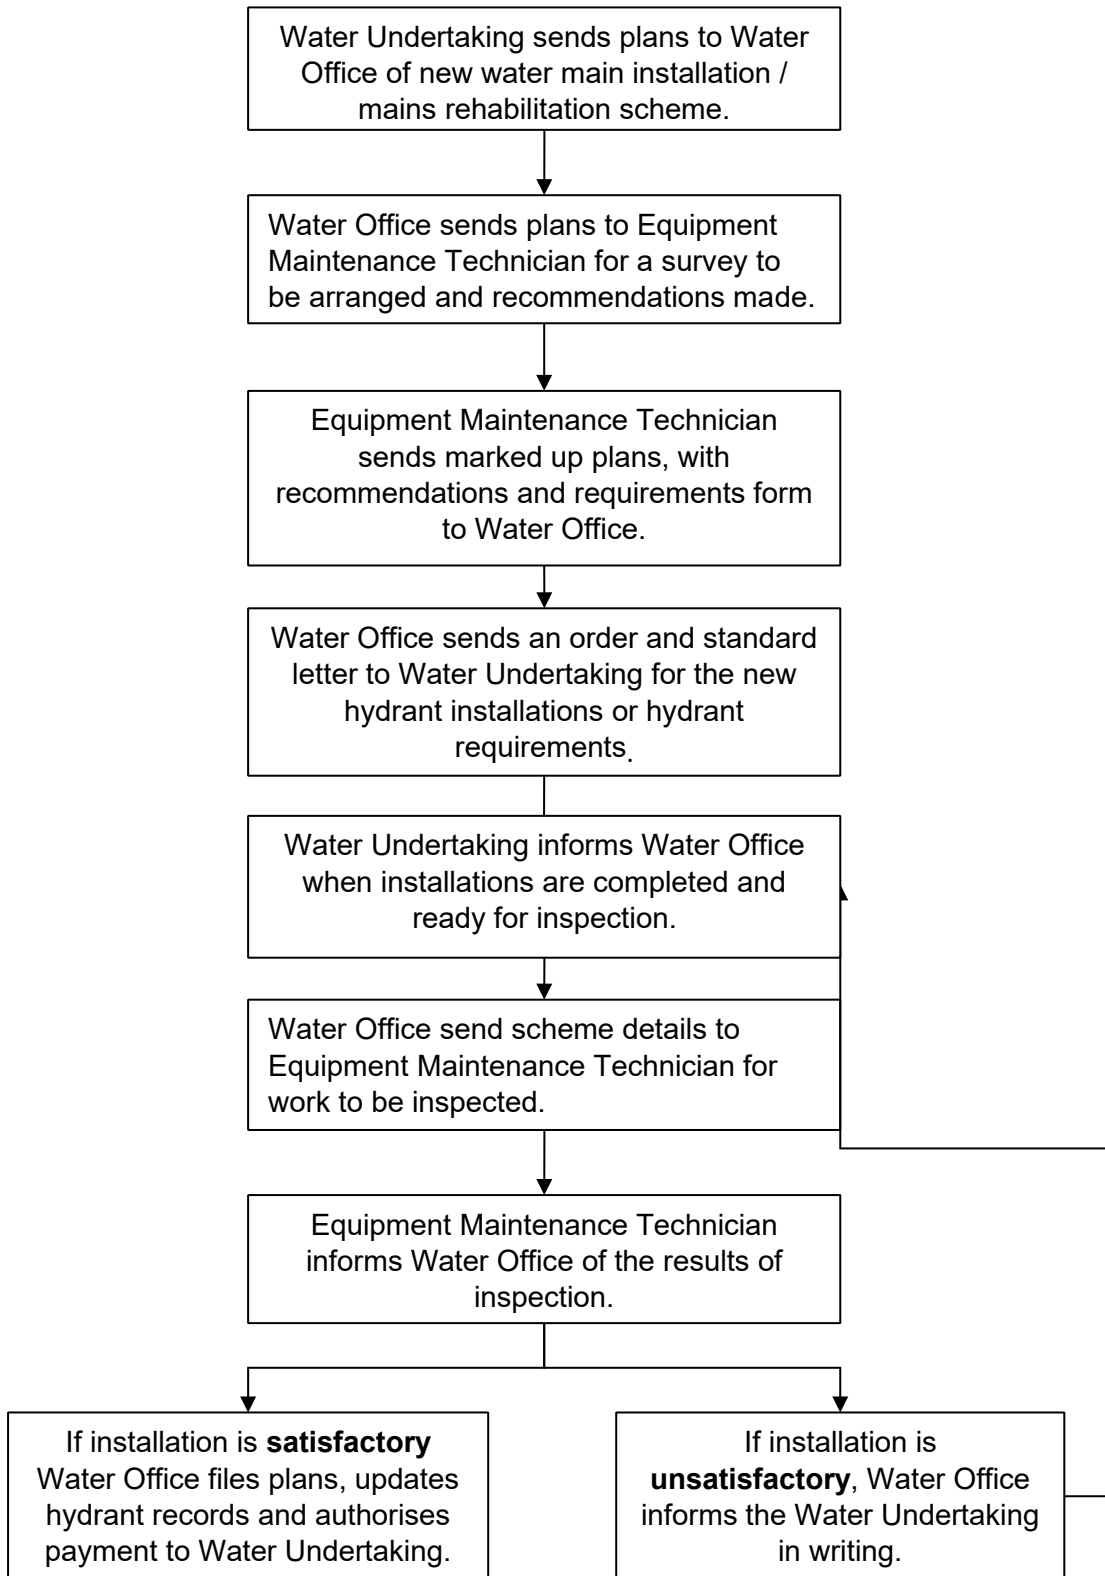 Water Undertaking sends plans to Water
Office of new water main installation /
mains rehabilitation scheme.
Water Office sends plans to Equipment
Maintenance Technician for a survey to
be arranged and recommendations made.
Equipment Maintenance Technician
sends marked up plans, with
recommendations and requirements form
to Water Office.
Water Office sends an order and standard
letter to Water Undertaking for the new
hydrant installations or hydrant
requirements.
Water Undertaking informs Water Office
when installations are completed and
ready for inspection.
Water Office send scheme details to
Equipment Maintenance Technician for
work to be inspected.
Equipment Maintenance Technician
informs Water Office of the results of
inspection.
If installation is satisfactory
Water Office files plans, updates
hydrant records and authorises
payment to Water Undertaking.
If installation is
unsatisfactory, Water Office
informs the Water Undertaking
in writing.